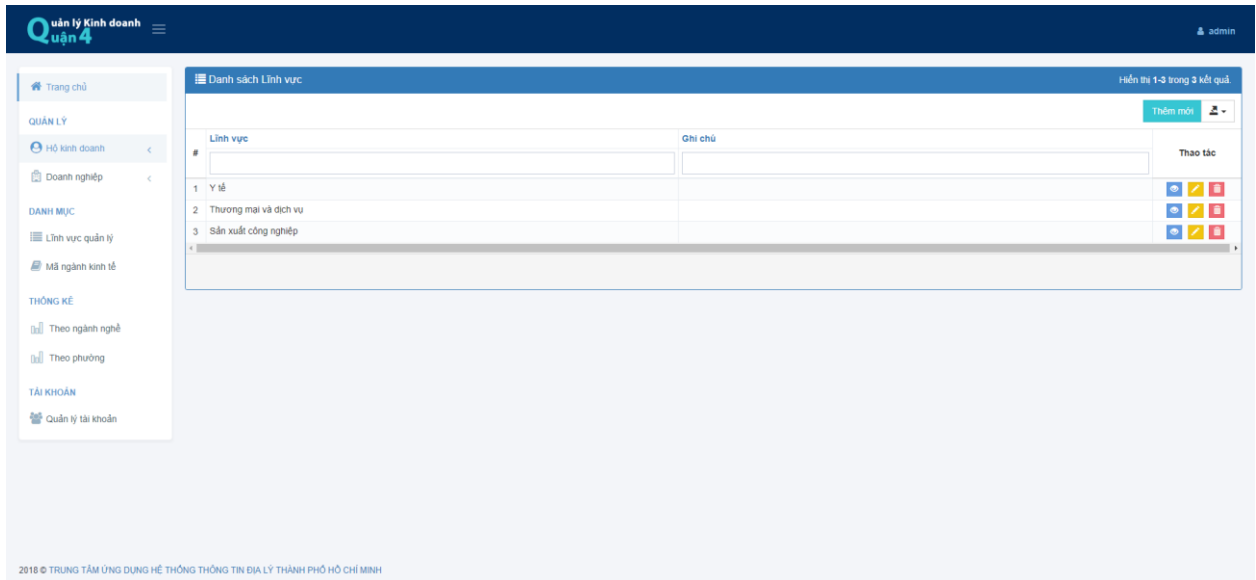 Quản lý Kinh doanh
Quận 4
admin
Trang chủ
QUẢN LÝ
Hộ kinh doanh
Doanh nghiệp
DANH MỤC
Lĩnh vực quản lý
Mã ngành kinh tế
THỐNG KÊ
Theo ngành nghề
Theo phường
TÀI KHOẢN
Quản lý tài khoản
Danh sách Lĩnh vực
Hiển thị 1-3 trong 3 kết quả.
Thêm mới
# Lĩnh vực Ghi chú Thao tác
1 Y tế
2 Thương mại và dịch vụ
3 Sản xuất công nghiệp
2018 © TRUNG TÂM ỨNG DỤNG HỆ THỐNG THÔNG TIN ĐỊA LÝ THÀNH PHỐ HỒ CHÍ MINH